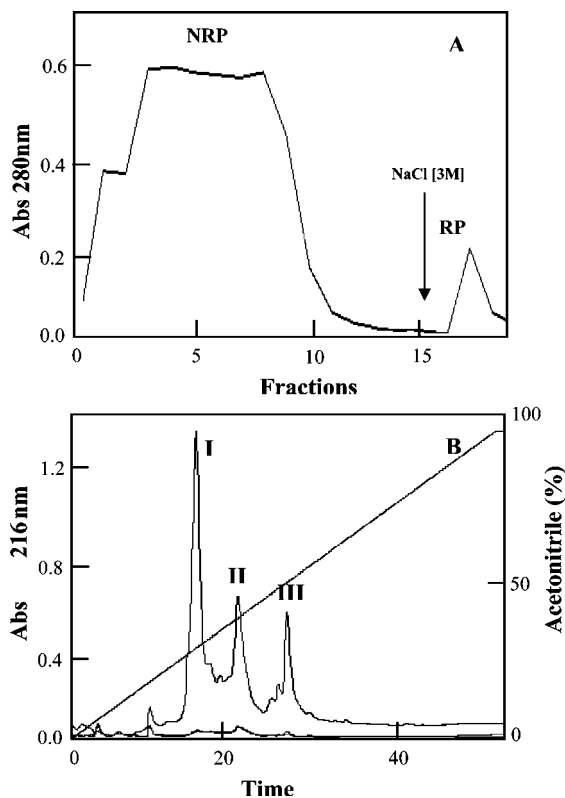 NRP
A
0.6
0.4
0.2
0.0
Abs 280nm
NaCl [3M]
RP
0
5
10
15
Fractions
100
50
0
Acetonitrile (%)
B
I
II
III
1.2
0.8
0.4
0.0
Abs 216nm
0
20
40
Time